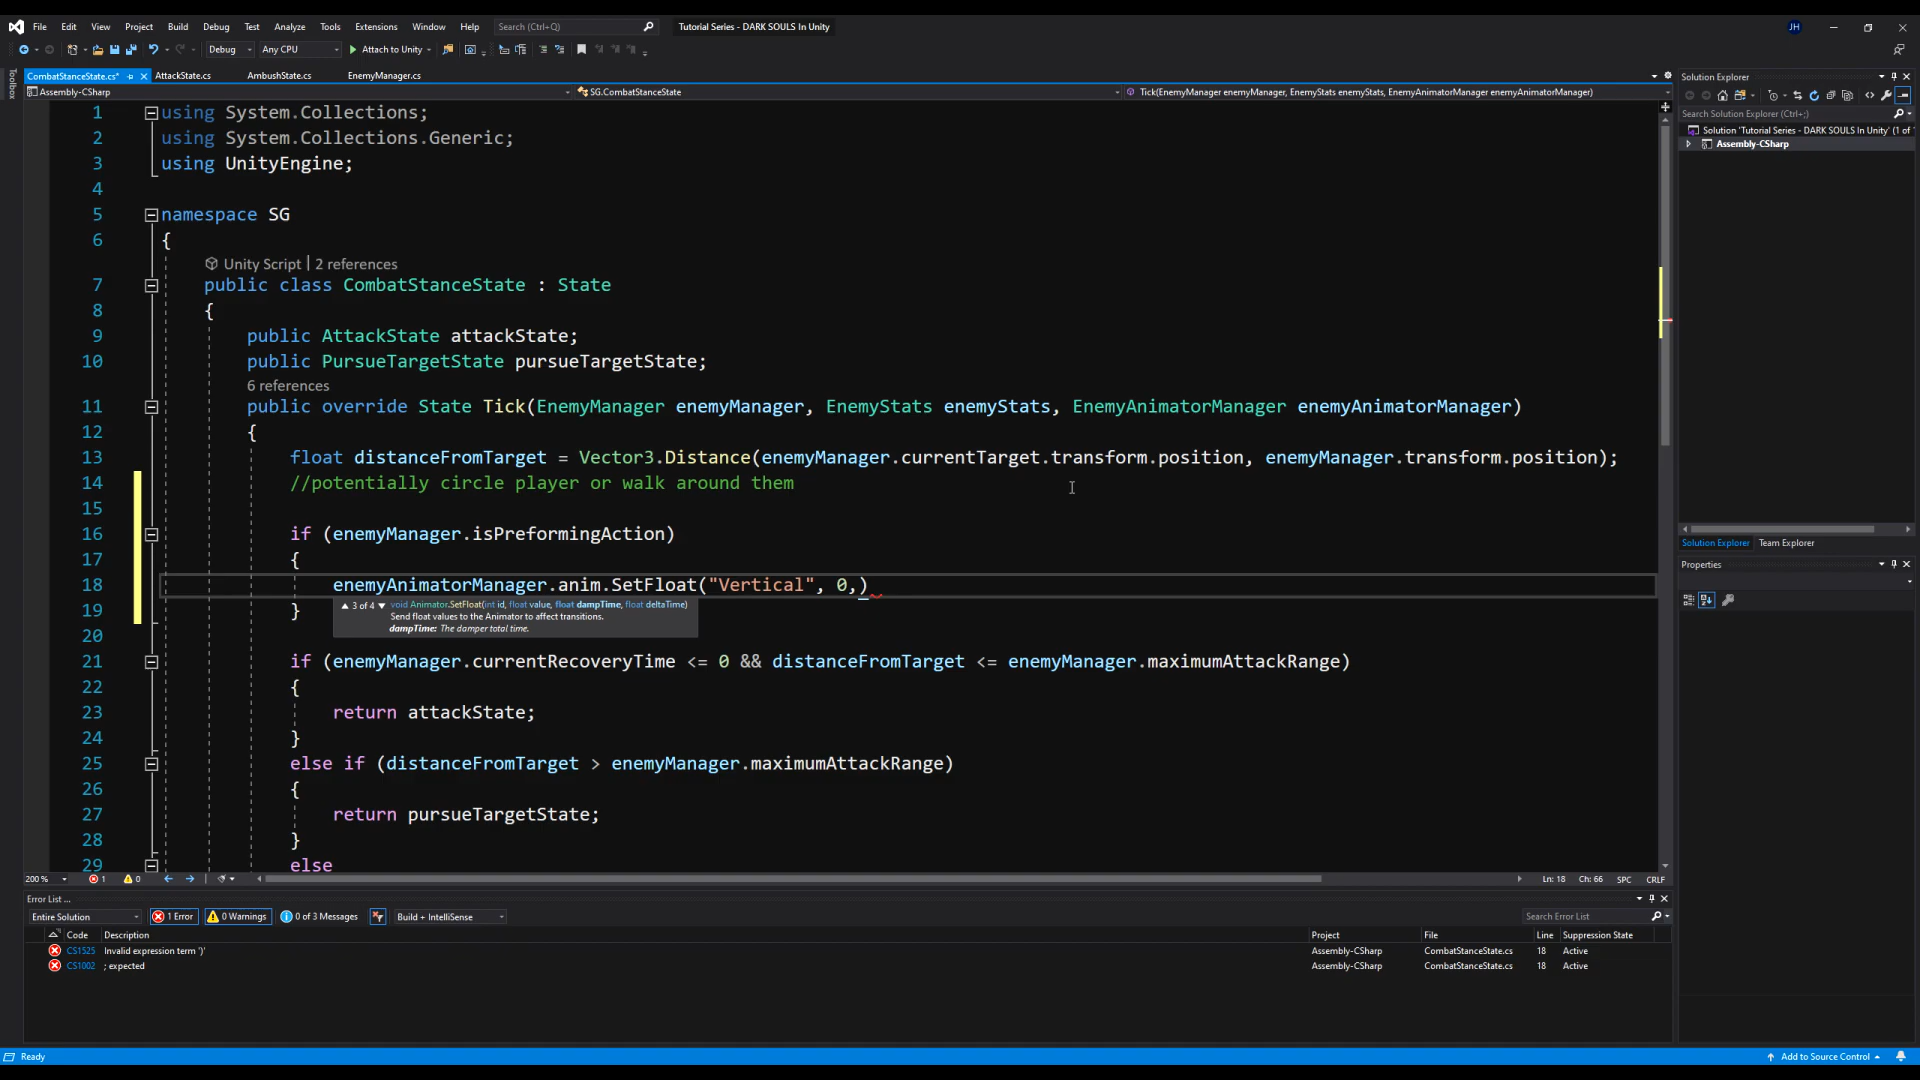 File Edit View Project Build Debug Test Analyze Tools Extensions Window Help Search (Ctrl+Q) Tutorial Series - DARK SOULS In Unity JH
Debug Any CPU Attach to Unity
Toolbox
CombatStanceState.cs* AttackState.cs AmbushState.cs EnemyManager.cs
Assembly-CSharp SG.CombatStanceState Tick(EnemyManager enemyManager, EnemyStats enemyStats, EnemyAnimatorManager enemyAnimatorManager)
1 using System.Collections;
2 using System.Collections.Generic;
3 using UnityEngine;
4
5 namespace SG
6 {
Unity Script | 2 references
7 public class CombatStanceState : State
8 {
9 public AttackState attackState;
10 public PursueTargetState pursueTargetState;
6 references
11 public override State Tick(EnemyManager enemyManager, EnemyStats enemyStats, EnemyAnimatorManager enemyAnimatorManager)
12 {
13 float distanceFromTarget = Vector3.Distance(enemyManager.currentTarget.transform.position, enemyManager.transform.position);
14 //potentially circle player or walk around them
15
16 if (enemyManager.isPreformingAction)
17 {
18 enemyAnimatorManager.anim.SetFloat("Vertical", 0,)
19 }
3 of 4 void Animator.SetFloat(int id, float value, float dampTime, float deltaTime)
Send float values to the Animator to affect transitions.
dampTime: The damper total time.
20
21 if (enemyManager.currentRecoveryTime <= 0 && distanceFromTarget <= enemyManager.maximumAttackRange)
22 {
23 return attackState;
24 }
25 else if (distanceFromTarget > enemyManager.maximumAttackRange)
26 {
27 return pursueTargetState;
28 }
29 else
200 % 1 0 Ln: 18 Ch: 66 SPC CRLF
Error List ...
Entire Solution 1 Error 0 Warnings 0 of 3 Messages Build + IntelliSense Search Error List
Code Description Project File Line Suppression State
CS1525 Invalid expression term ')' Assembly-CSharp CombatStanceState.cs 18 Active
CS1002 ; expected Assembly-CSharp CombatStanceState.cs 18 Active
Solution Explorer
Search Solution Explorer (Ctrl+;)
Solution 'Tutorial Series - DARK SOULS In Unity' (1 of
Assembly-CSharp
Solution Explorer Team Explorer
Properties
Ready Add to Source Control